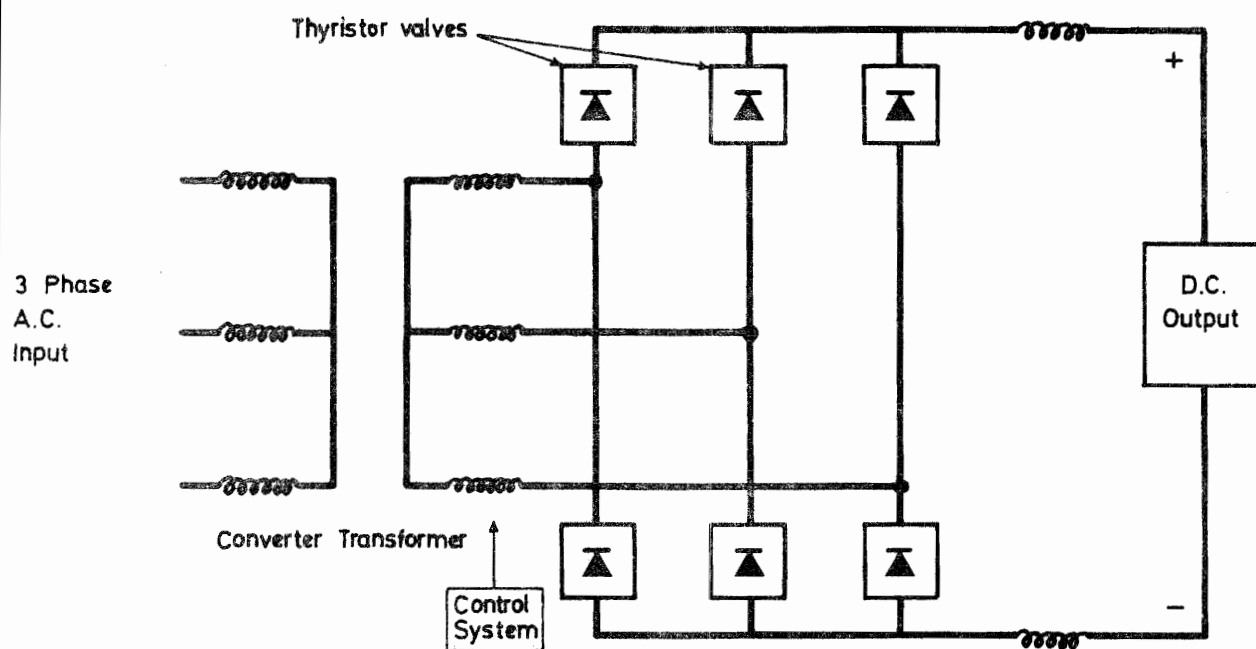 Thyristor valves
+
3 Phase
A.C.
Input
D.C.
Output
Converter Transformer
Control
System
−